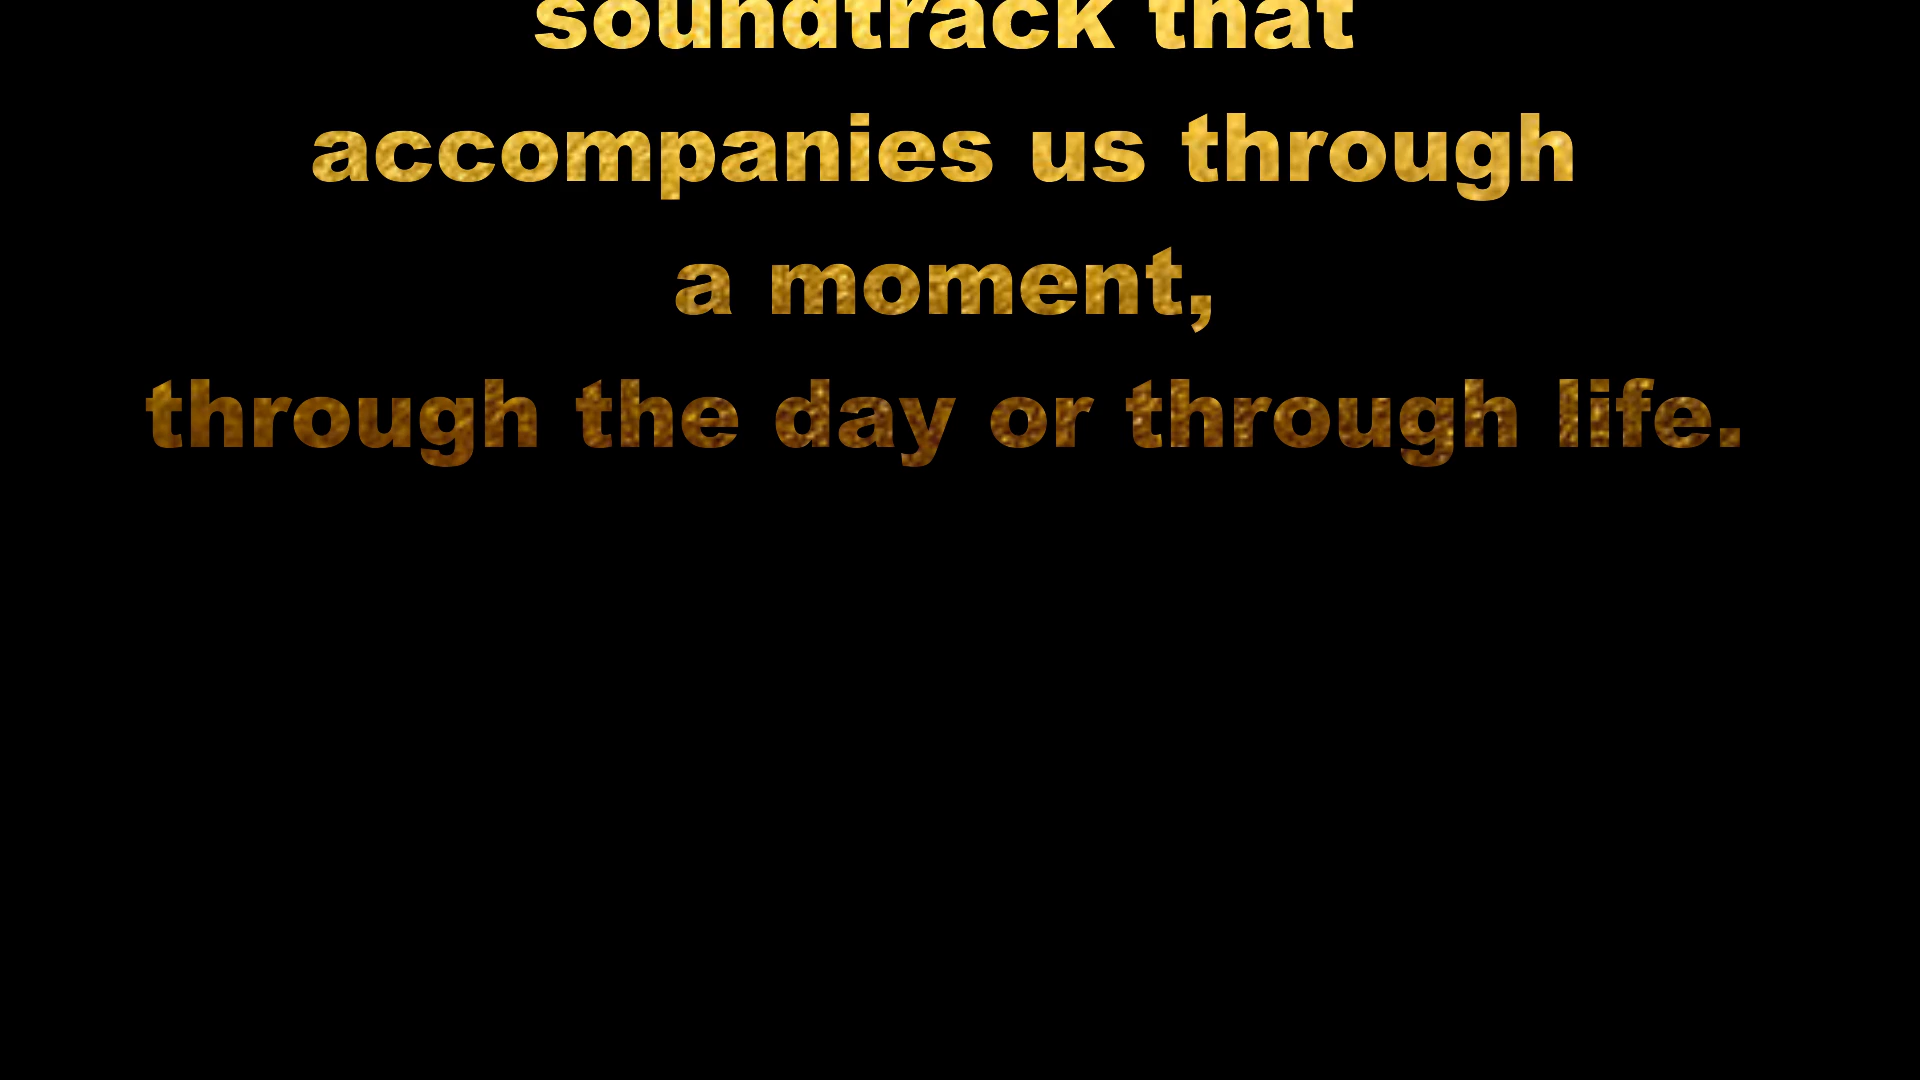 soundtrack that
accompanies us through
a moment,
through the day or through life.